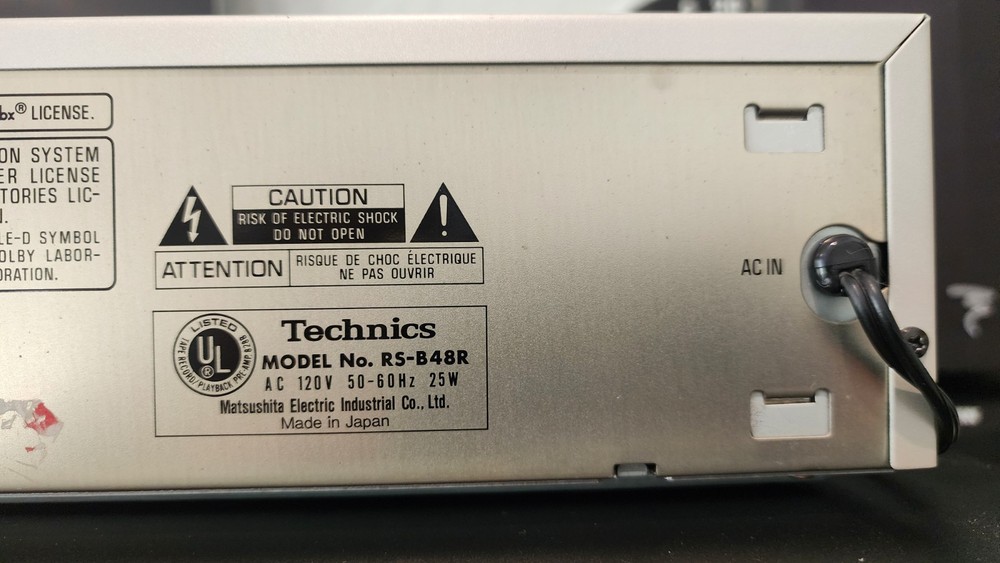 bx® LICENSE.
ON SYSTEM
ER LICENSE
TORIES LIC-
N.
LE-D SYMBOL
OLBY LABOR-
ORATION.
CAUTION
RISK OF ELECTRIC SHOCK
DO NOT OPEN
ATTENTION
RISQUE DE CHOC ÉLECTRIQUE
NE PAS OUVRIR
AC IN
LISTED
UL
®
TAPE RECORD/PLAYBACK PRE-AMP. 828B
Technics
MODEL No. RS-B48R
AC 120V 50-60Hz 25W
Matsushita Electric Industrial Co., Ltd.
Made in Japan